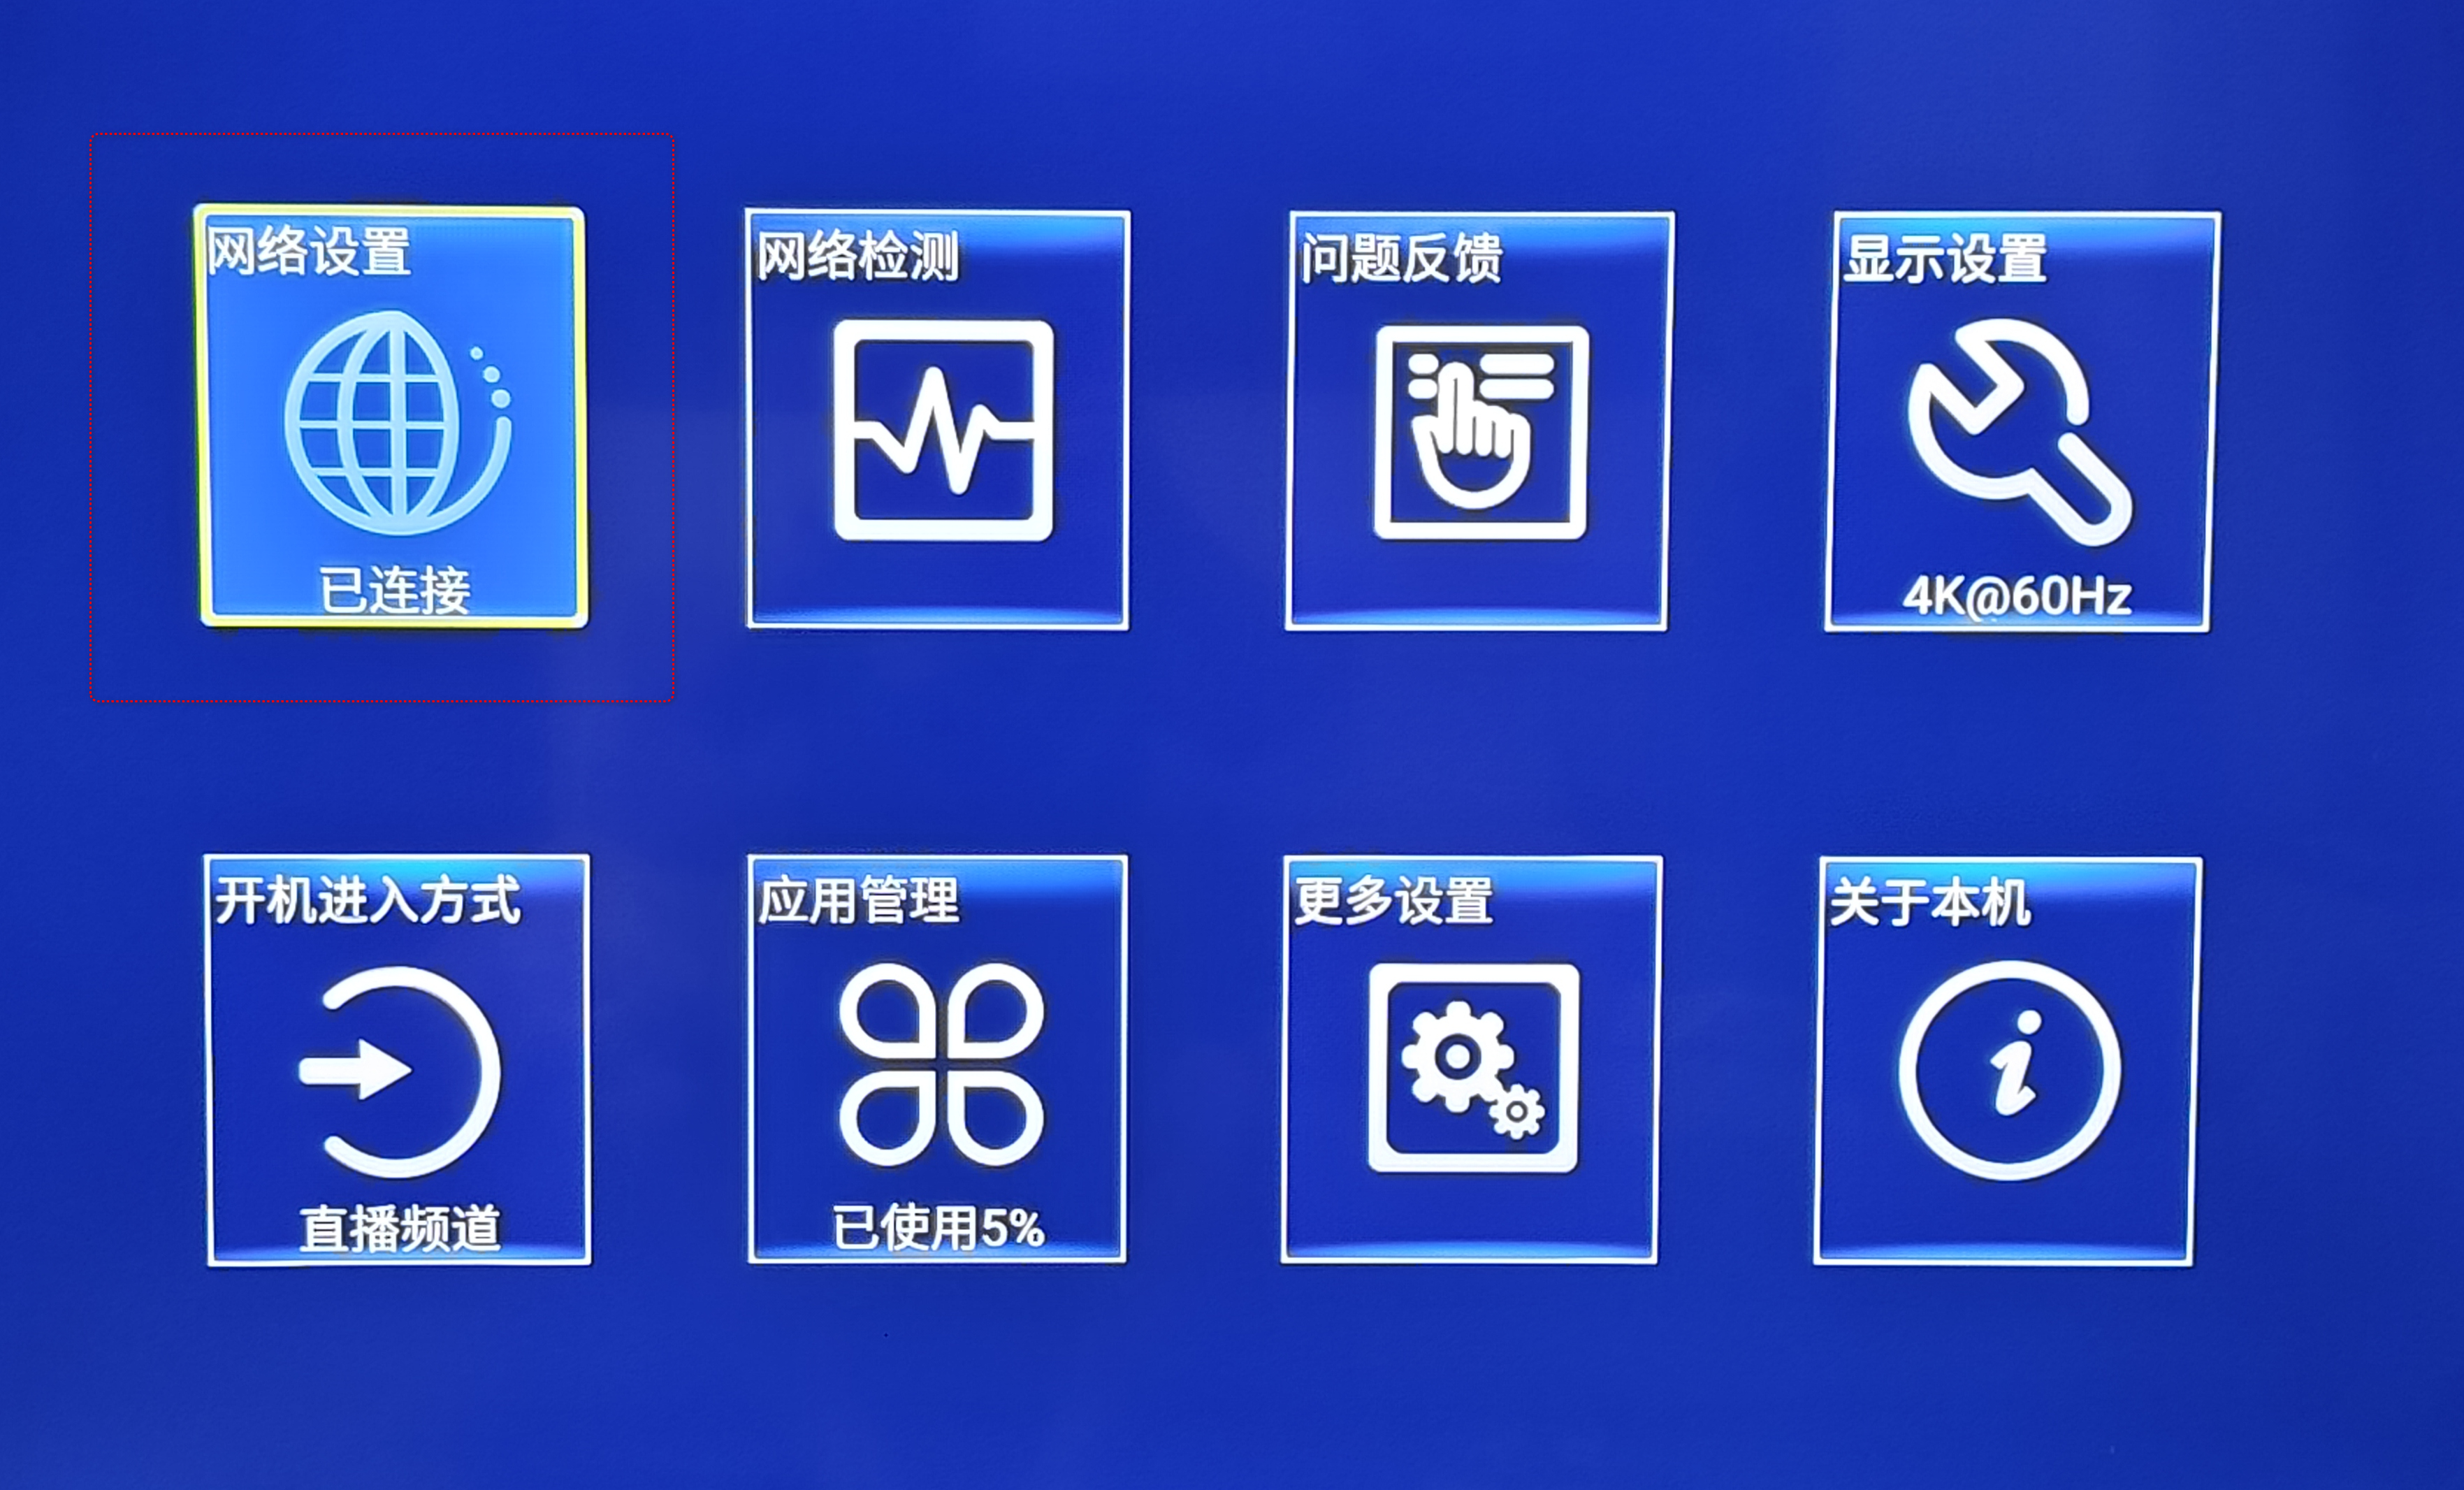 网络设置
已连接
网络检测
问题反馈
显示设置
4K@60Hz
开机进入方式
直播频道
应用管理
已使用5%
更多设置
关于本机